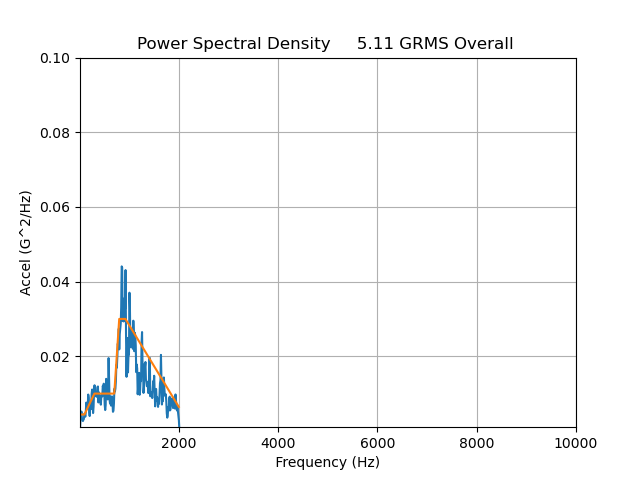 Power Spectral Density 5.11 GRMS Overall
0.10
0.08
0.06
0.04
0.02
Accel (G^2/Hz)
2000 4000 6000 8000 10000
Frequency (Hz)